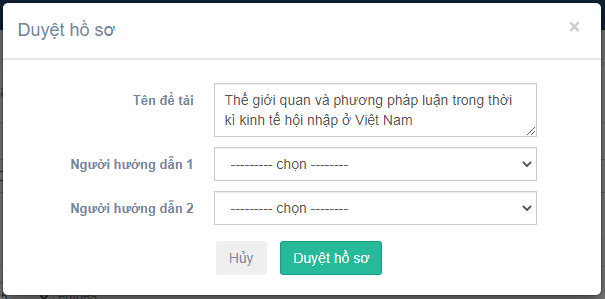 Duyệt hồ sơ
×
Tên đề tài
Thế giới quan và phương pháp luận trong thời
kì kinh tế hội nhập ở Việt Nam
Người hướng dẫn 1
--------- chọn --------
Người hướng dẫn 2
--------- chọn --------
Hủy
Duyệt hồ sơ